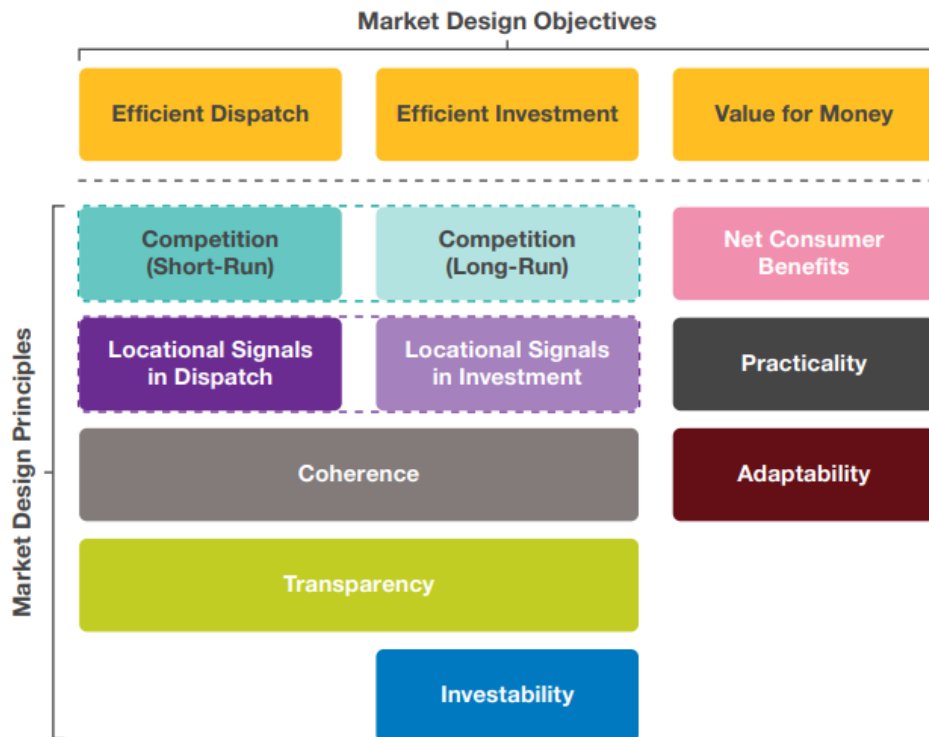 Market Design Objectives
Efficient Dispatch
Efficient Investment
Value for Money
Market Design Principles
Competition
(Short-Run)
Competition
(Long-Run)
Net Consumer
Benefits
Locational Signals
in Dispatch
Locational Signals
in Investment
Practicality
Coherence
Adaptability
Transparency
Investability